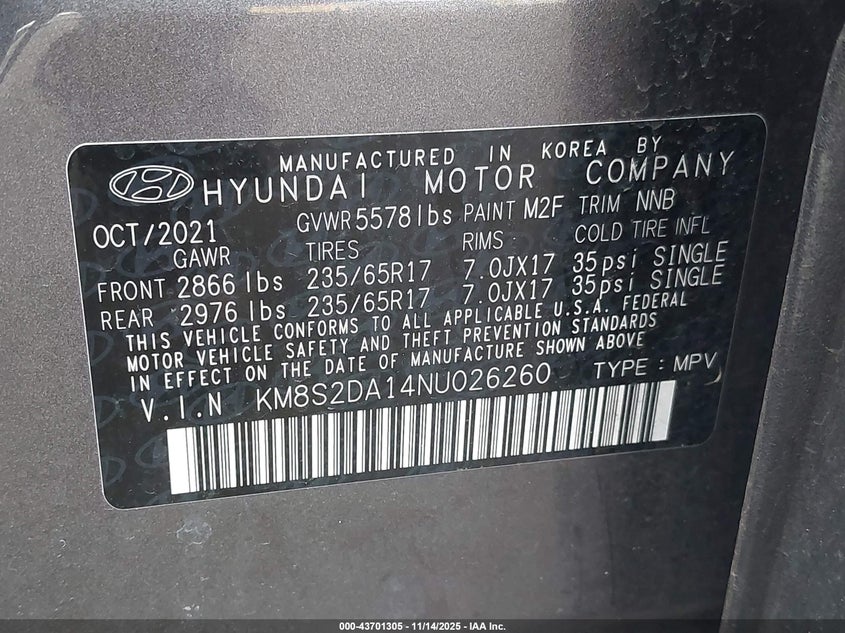 MANUFACTURED IN KOREA BY
HYUNDAI MOTOR COMPANY
OCT/2021 GVWR 5578 lbs PAINT M2F TRIM NNB
GAWR TIRES RIMS COLD TIRE INFL
FRONT 2866 lbs 235/65R17 7.0JX17 35psi SINGLE
REAR 2976 lbs 235/65R17 7.0JX17 35psi SINGLE
THIS VEHICLE CONFORMS TO ALL APPLICABLE U.S.A. FEDERAL
MOTOR VEHICLE SAFETY AND THEFT PREVENTION STANDARDS
IN EFFECT ON THE DATE OF MANUFACTURE SHOWN ABOVE
V.I.N KM8S2DA14NU026260 TYPE : MPV
000-43701305 - 11/14/2025 - IAA Inc.